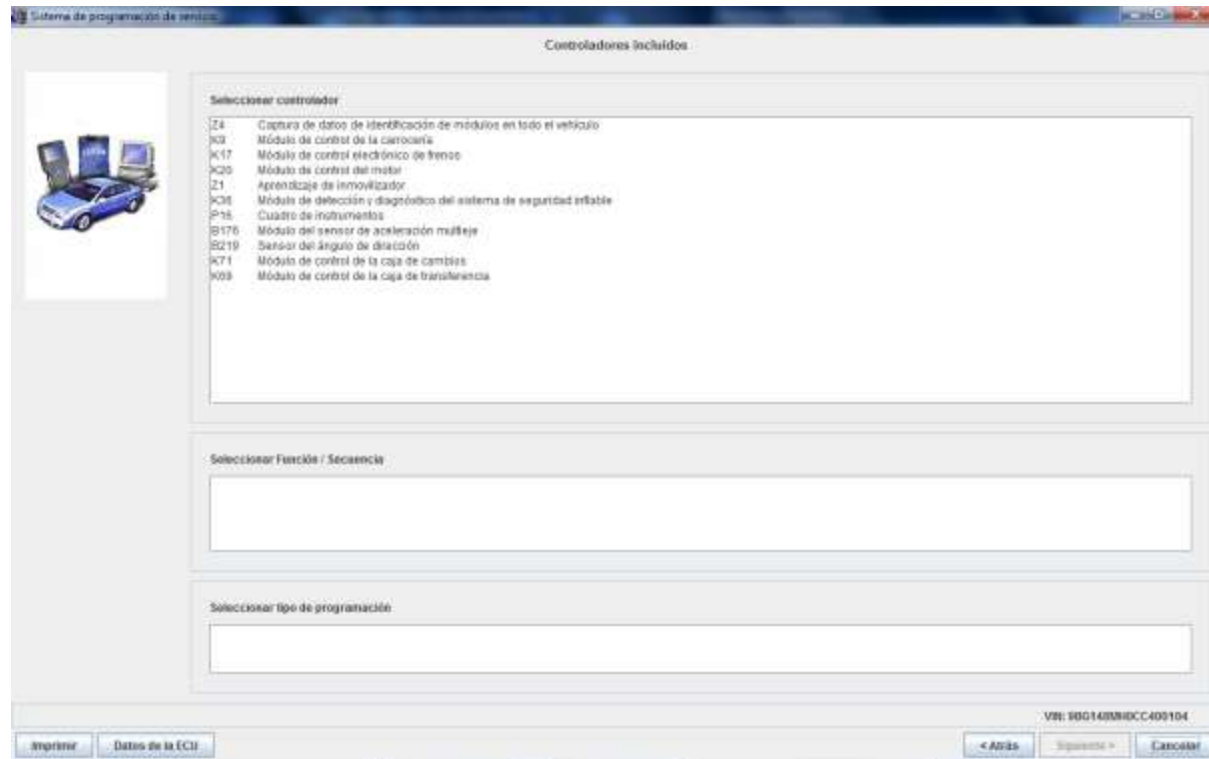 Sistema de programación de servicio
Controladores Incluidos
Seleccionar controlador
Z4 Captura de datos de identificación de módulos en todo el vehículo
K9 Módulo de control de la carrocería
K17 Módulo de control electrónico de frenos
K20 Módulo de control del motor
Z1 Aprendizaje de inmovilizador
K36 Módulo de detección y diagnóstico del sistema de seguridad inflable
P16 Cuadro de instrumentos
B176 Módulo del sensor de aceleración multieje
B219 Sensor del ángulo de dirección
K71 Módulo de control de la caja de cambios
K69 Módulo de control de la caja de transferencia
Seleccionar Función / Secuencia
Seleccionar tipo de programación
VIN:
Imprimir
Datos de la ECU
< Atrás
Siguiente >
Cancelar